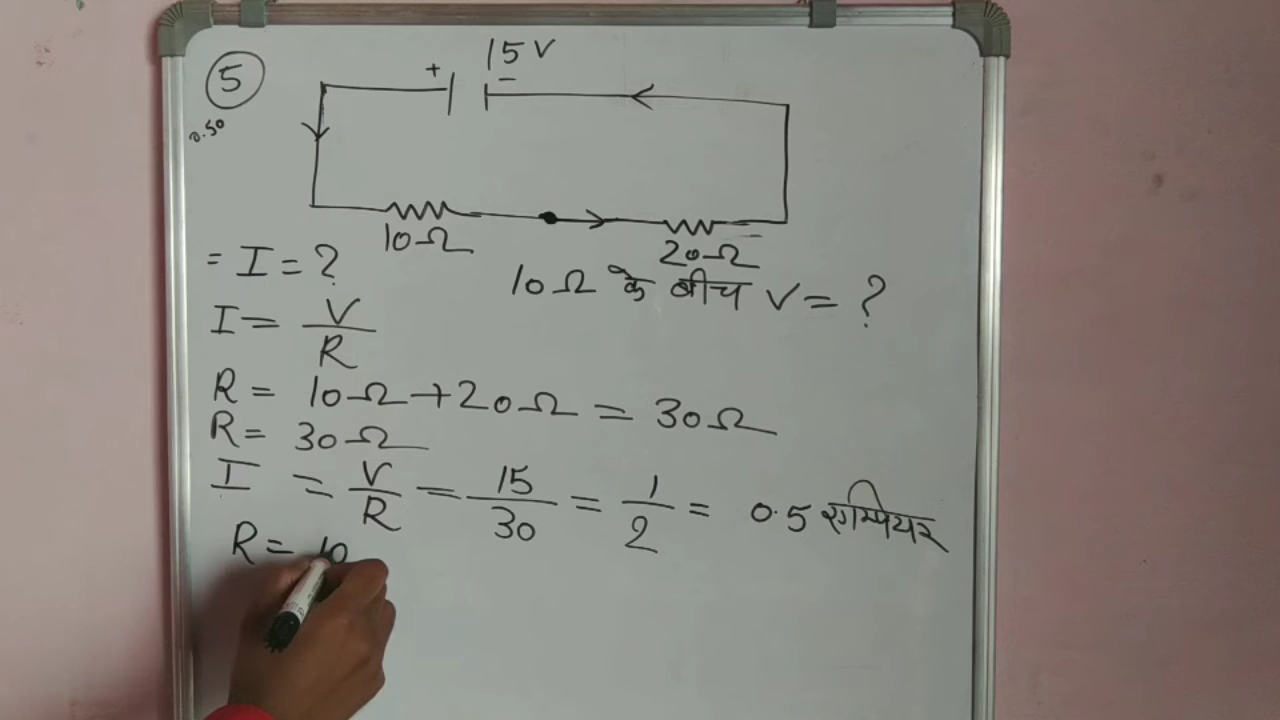 5
15 V
+ −
0.50
10Ω
20Ω
= I = ?
10Ω के बीच V = ?
I = V/R
R = 10Ω + 20Ω = 30Ω
R = 30Ω
I = V/R = 15/30 = 1/2 = 0.5 एम्पियर
R = 10